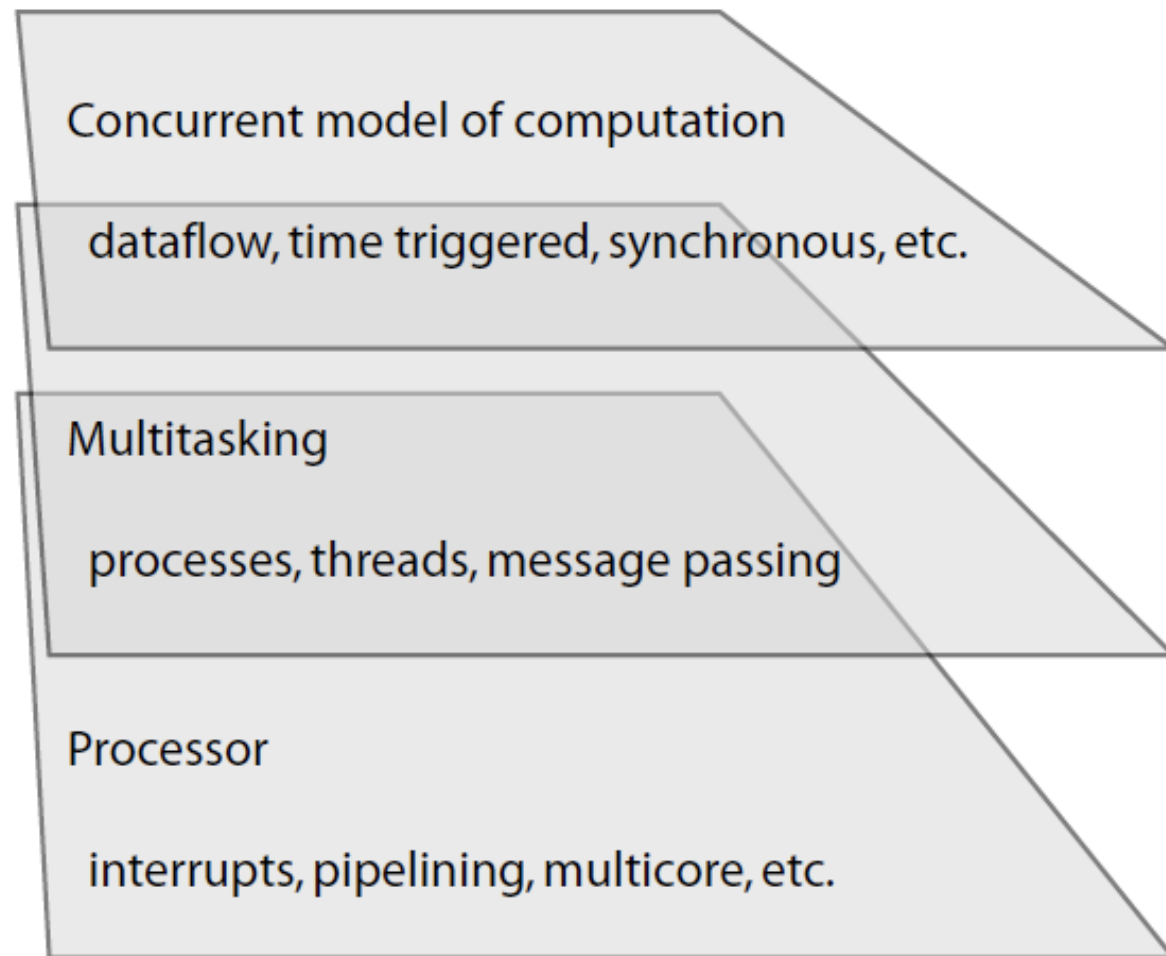 Concurrent model of computation
dataflow, time triggered, synchronous, etc.
Multitasking
processes, threads, message passing
Processor
interrupts, pipelining, multicore, etc.